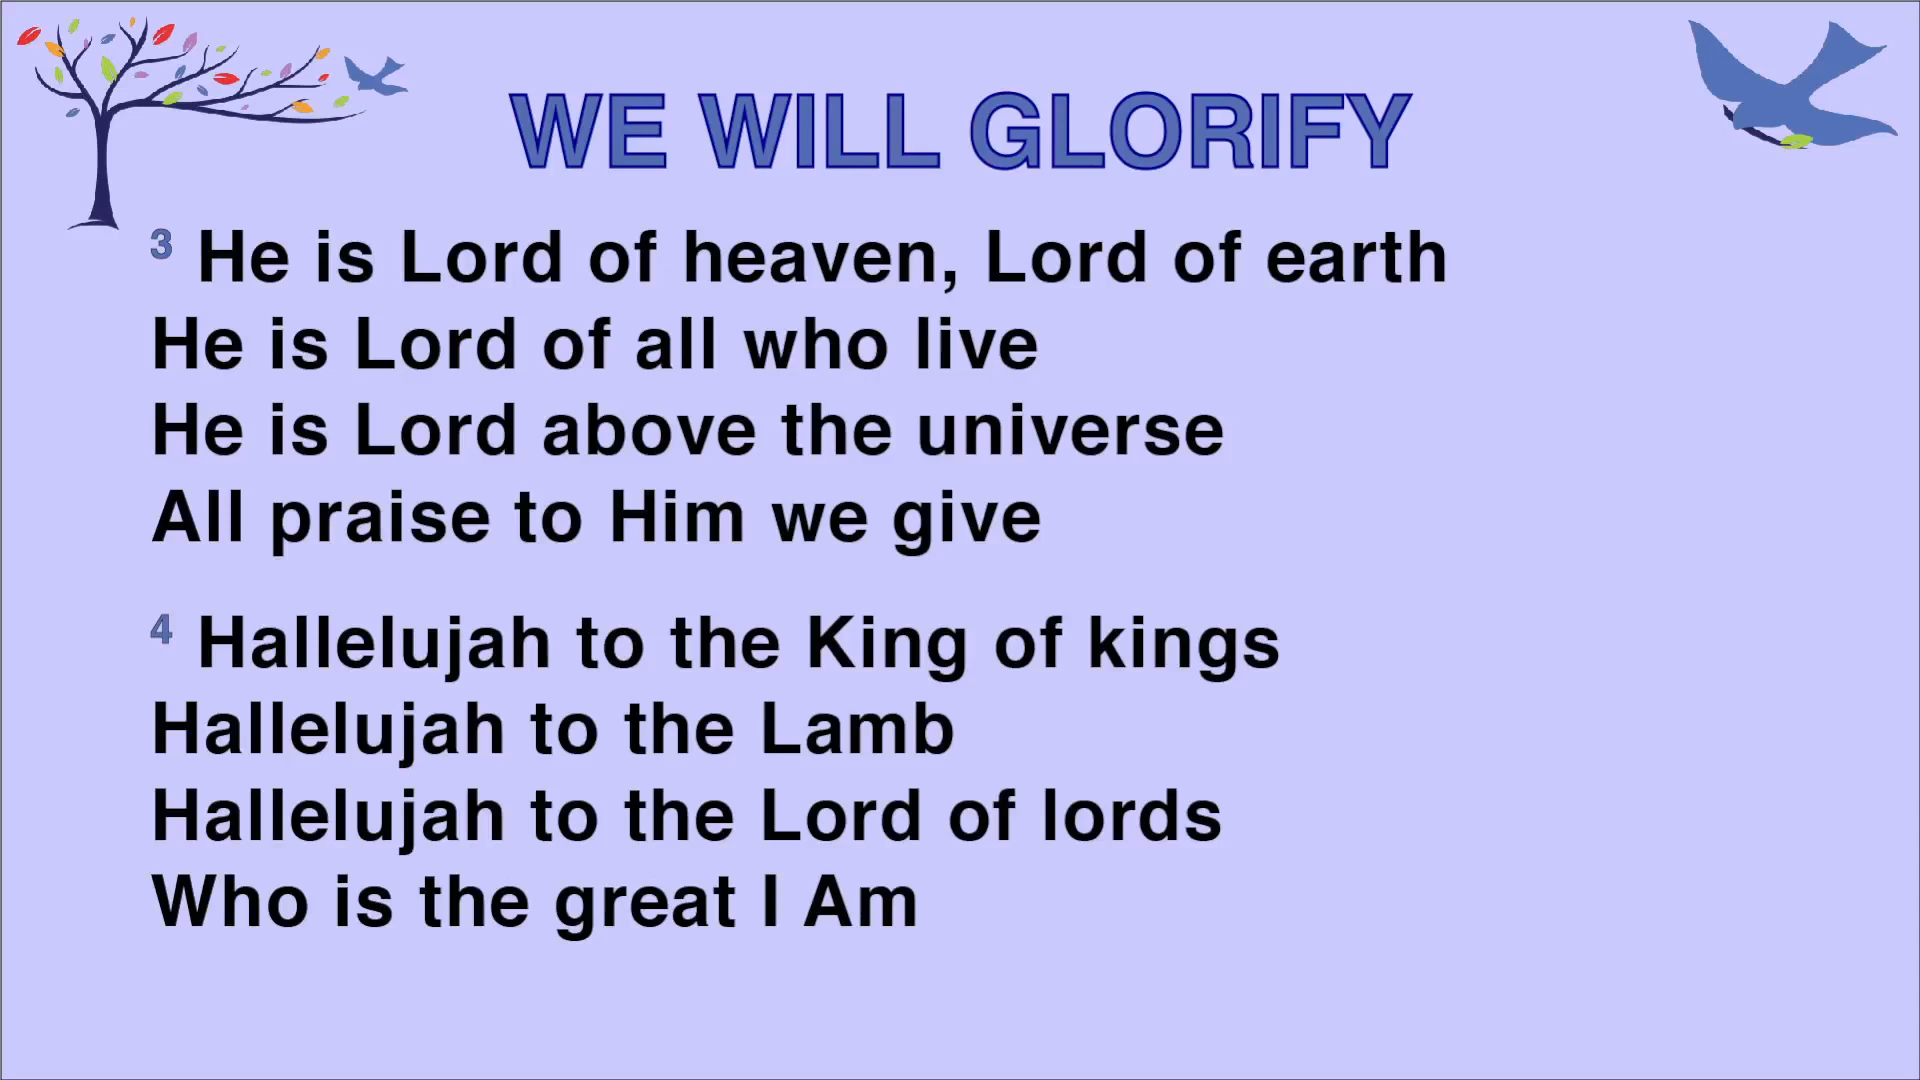 WE WILL GLORIFY
3 He is Lord of heaven, Lord of earth
He is Lord of all who live
He is Lord above the universe
All praise to Him we give
4 Hallelujah to the King of kings
Hallelujah to the Lamb
Hallelujah to the Lord of lords
Who is the great I Am